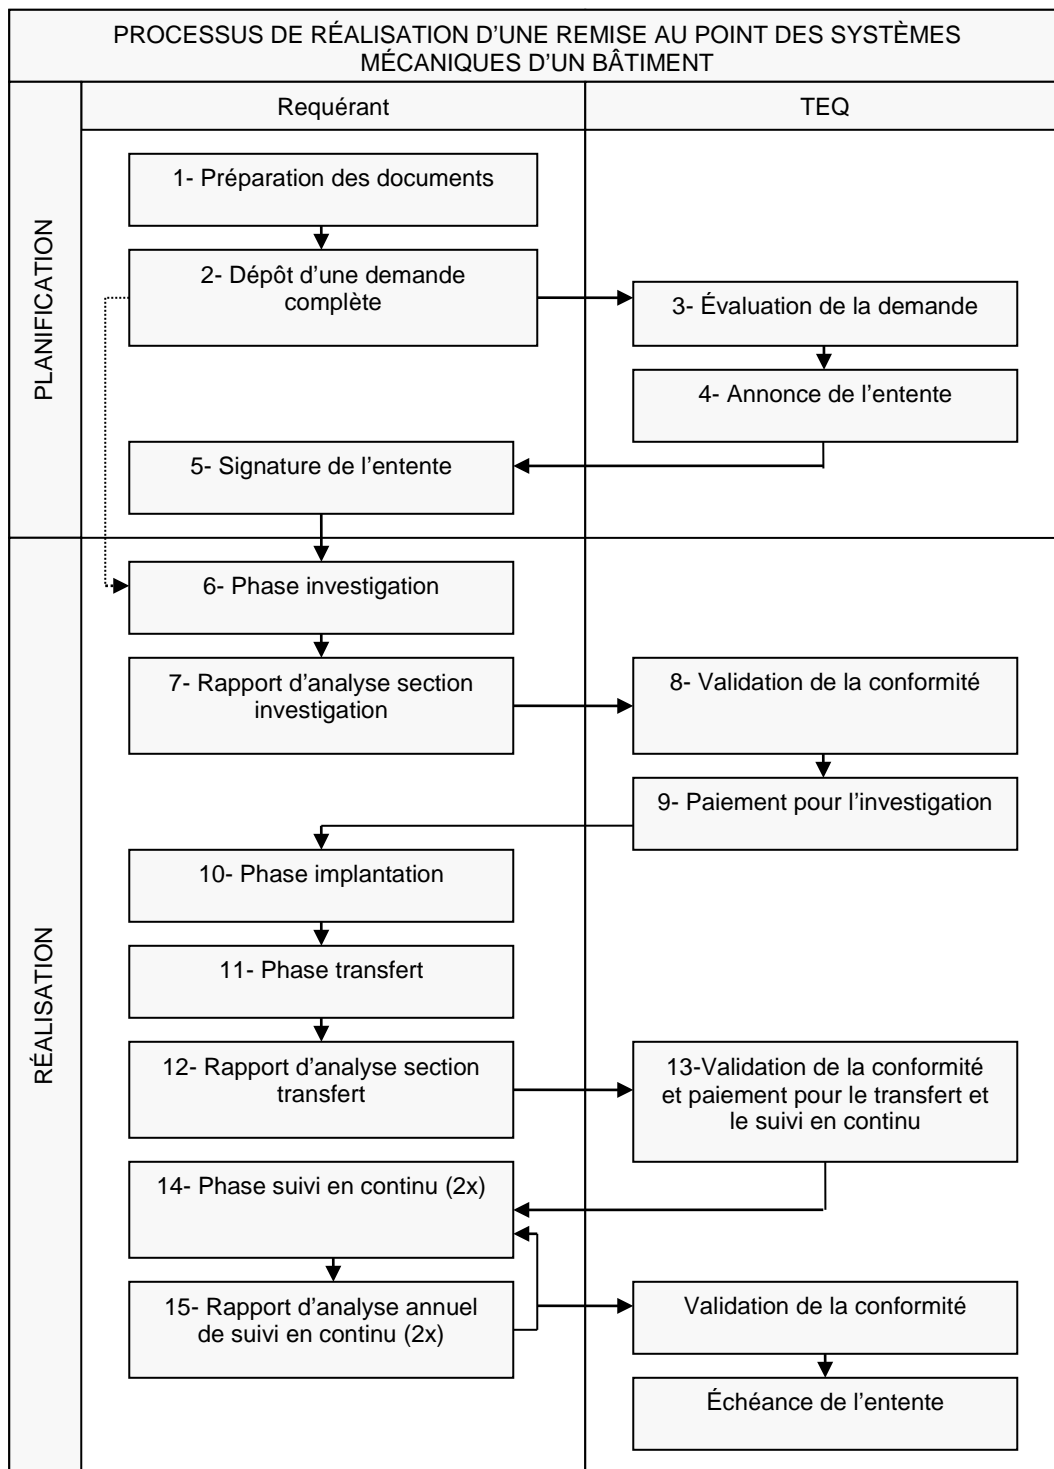 PROCESSUS DE RÉALISATION D’UNE REMISE AU POINT DES SYSTÈMES
MÉCANIQUES D’UN BÂTIMENT
Requérant
TEQ
PLANIFICATION
1- Préparation des documents
2- Dépôt d’une demande
complète
3- Évaluation de la demande
4- Annonce de l’entente
5- Signature de l’entente
RÉALISATION
6- Phase investigation
7- Rapport d’analyse section
investigation
8- Validation de la conformité
9- Paiement pour l’investigation
10- Phase implantation
11- Phase transfert
12- Rapport d’analyse section
transfert
13-Validation de la conformité
et paiement pour le transfert et
le suivi en continu
14- Phase suivi en continu (2x)
15- Rapport d’analyse annuel
de suivi en continu (2x)
Validation de la conformité
Échéance de l’entente